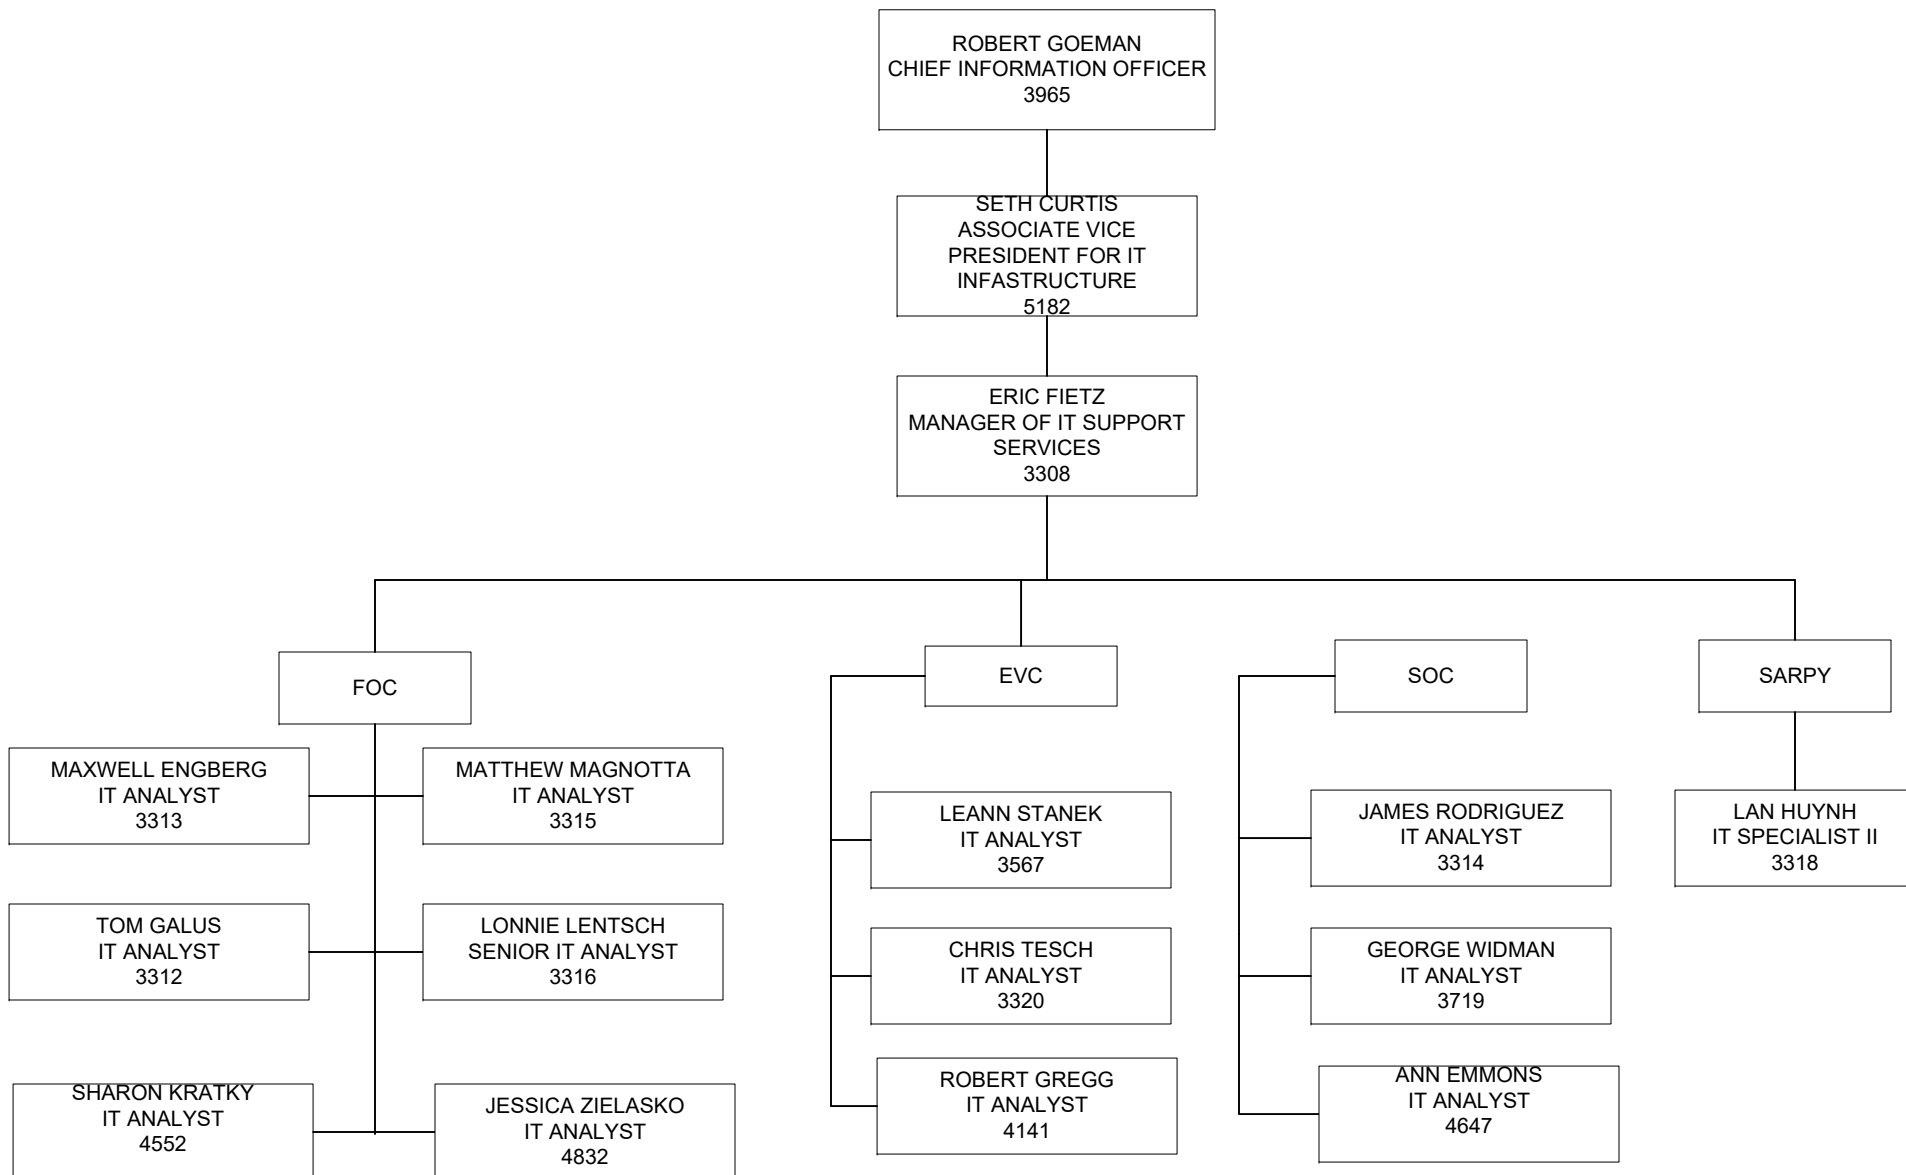 ROBERT GOEMAN
CHIEF INFORMATION OFFICER
3965
SETH CURTIS
ASSOCIATE VICE
PRESIDENT FOR IT
INFASTRUCTURE
5182
ERIC FIETZ
MANAGER OF IT SUPPORT
SERVICES
3308
FOC
MAXWELL ENGBERG
IT ANALYST
3313
MATTHEW MAGNOTTA
IT ANALYST
3315
TOM GALUS
IT ANALYST
3312
LONNIE LENTSCH
SENIOR IT ANALYST
3316
SHARON KRATKY
IT ANALYST
4552
JESSICA ZIELASKO
IT ANALYST
4832
EVC
LEANN STANEK
IT ANALYST
3567
CHRIS TESCH
IT ANALYST
3320
ROBERT GREGG
IT ANALYST
4141
SOC
JAMES RODRIGUEZ
IT ANALYST
3314
GEORGE WIDMAN
IT ANALYST
3719
ANN EMMONS
IT ANALYST
4647
SARPY
LAN HUYNH
IT SPECIALIST II
3318